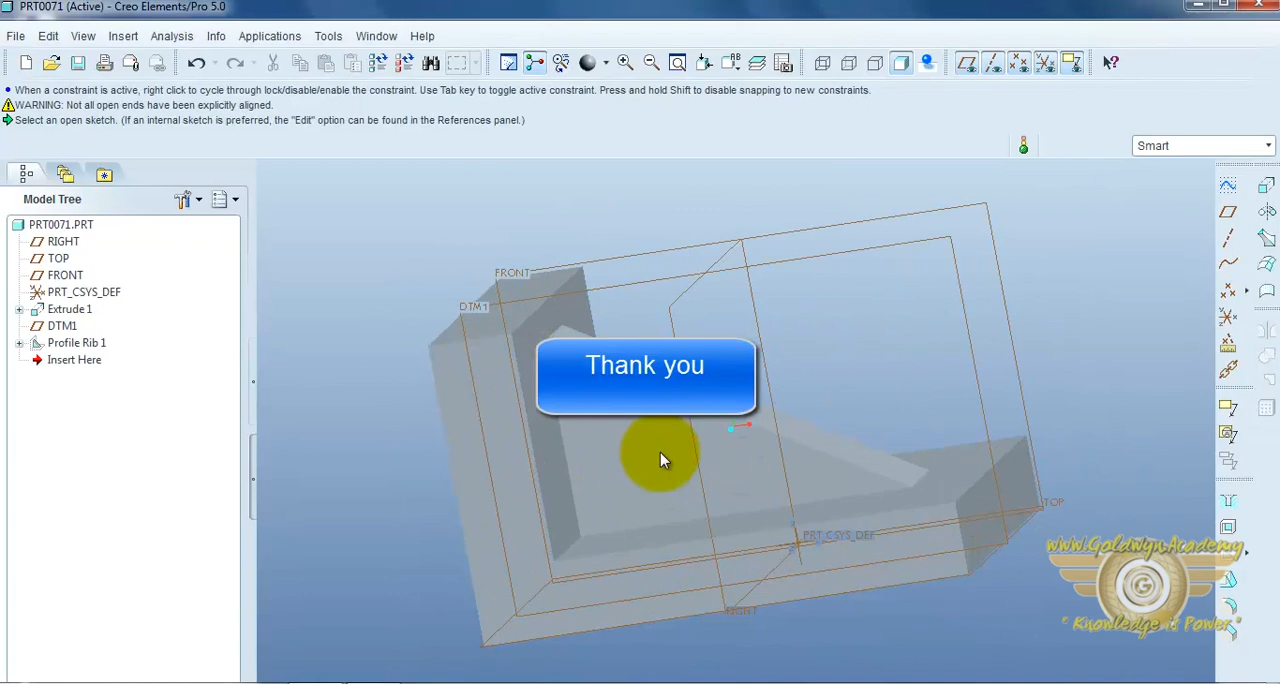 PRT0071 (Active) - Creo Elements/Pro 5.0
File Edit View Insert Analysis Info Applications Tools Window Help
When a constraint is active, right click to cycle through lock/disable/enable the constraint. Use Tab key to toggle active constraint. Press and hold Shift to disable snapping to new constraints.
WARNING: Not all open ends have been explicitly aligned.
Select an open sketch. (If an internal sketch is preferred, the "Edit" option can be found in the References panel.)
Smart
Model Tree
PRT0071.PRT
RIGHT
TOP
FRONT
PRT_CSYS_DEF
Extrude 1
DTM1
Profile Rib 1
Insert Here
FRONT
DTM1
Thank you
TOP
PRT_CSYS_DEF
RIGHT
www.Goldwyn.Academy
G
" Knowledge is Power "